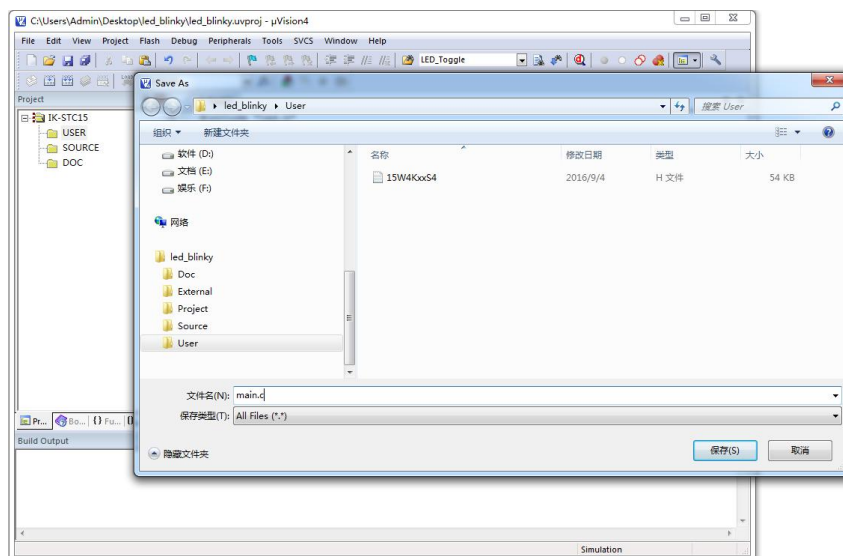 C:\Users\Admin\Desktop\led_blinky\led_blinky.uvproj - µVision4
File Edit View Project Flash Debug Peripherals Tools SVCS Window Help
LED_Toggle
Project
IK-STC15
USER
SOURCE
DOC
Save As
led_blinky ▸ User
搜索 User
组织 新建文件夹
软件 (D:)
文档 (E:)
娱乐 (F:)
网络
led_blinky
Doc
External
Project
Source
User
名称 修改日期 类型 大小
15W4KxxS4 2016/9/4 H 文件 54 KB
文件名(N): main.c
保存类型(T): All Files (*.*)
隐藏文件夹 保存(S) 取消
Pr... Bo... {} Fu...
Build Output
Simulation